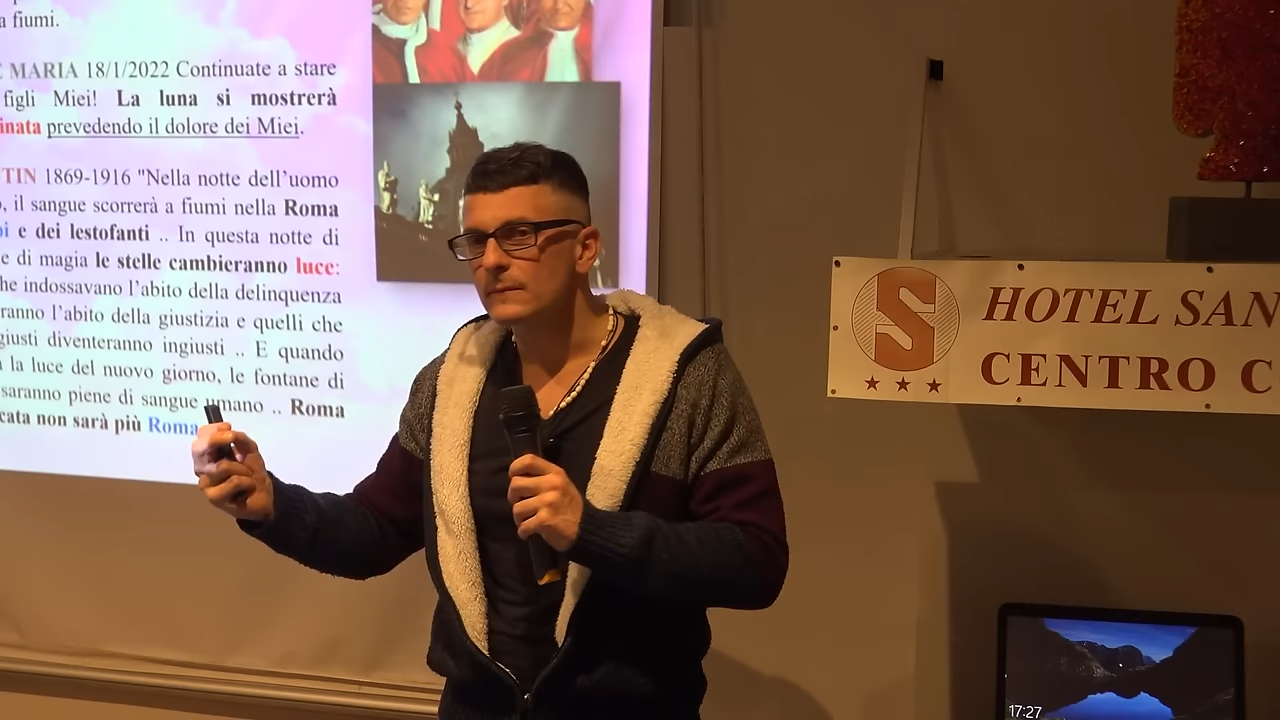 a fiumi.
MARIA 18/1/2022 Continuate a stare
figli Miei! La luna si mostrerà
inata prevedendo il dolore dei Miei.
TIN 1869-1916 "Nella notte dell'uomo
il sangue scorrerà a fiumi nella Roma
e dei lestofanti .. In questa notte di
e di magia le stelle cambieranno luce:
he indossavano l'abito della delinquenza
ranno l'abito della giustizia e quelli che
giusti diventeranno ingiusti .. E quando
la luce del nuovo giorno, le fontane di
saranno piene di sangue umano .. Roma
cata non sarà più Roma
S
HOTEL SAN
CENTRO C
17:27